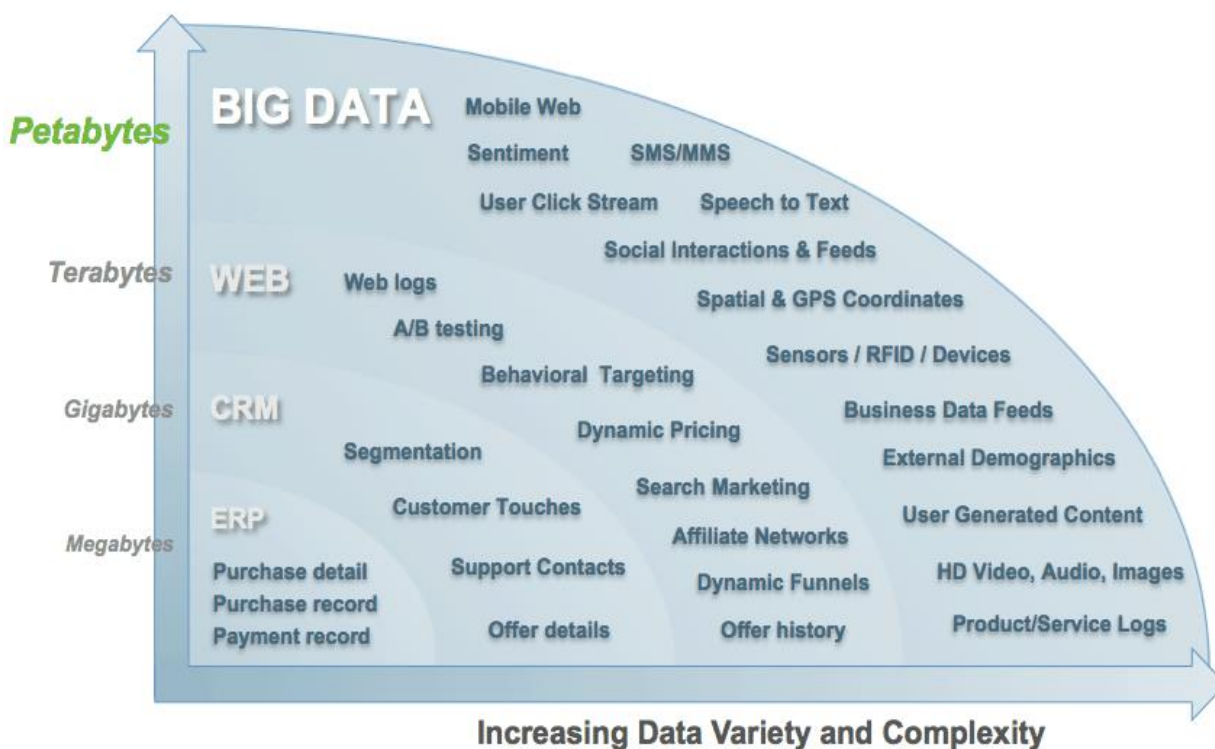 BIG DATA
Mobile Web
Petabytes
Sentiment
SMS/MMS
User Click Stream
Speech to Text
Social Interactions & Feeds
Terabytes
WEB
Web logs
Spatial & GPS Coordinates
A/B testing
Sensors / RFID / Devices
Behavioral Targeting
Gigabytes
CRM
Business Data Feeds
Dynamic Pricing
Segmentation
External Demographics
Search Marketing
Customer Touches
ERP
User Generated Content
Affiliate Networks
Megabytes
Purchase detail
Support Contacts
Dynamic Funnels
HD Video, Audio, Images
Purchase record
Payment record
Offer details
Offer history
Product/Service Logs
Increasing Data Variety and Complexity